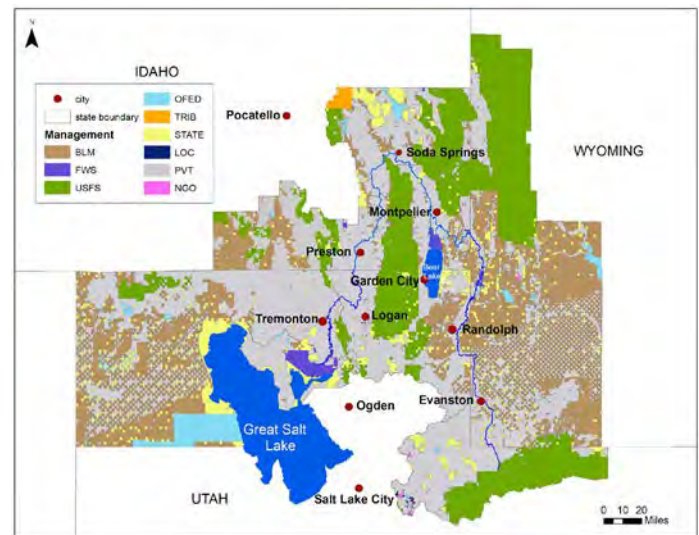 N
IDAHO
Pocatello
city
state boundary
Management
BLM
FWS
USFS
OFED
TRIB
STATE
LOC
PVT
NGO
WYOMING
Soda Springs
Montpelier
Preston
Bear
Lake
Garden City
Tremonton
Logan
Randolph
Ogden
Evanston
Great Salt
Lake
UTAH
Salt Lake City
0 10 20
Miles